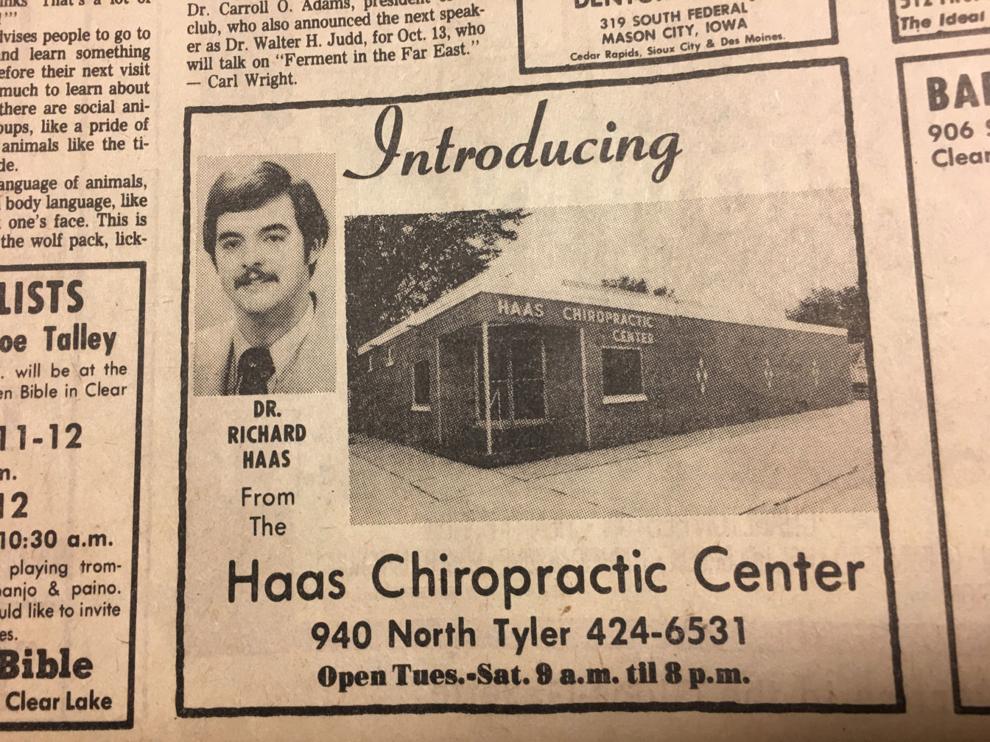 dvises people to go to
nd learn something
efore their next visit
much to learn about
there are social ani-
oups, like a pride of
animals like the ti-
de.
anguage of animals,
body language, like
one's face. This is
the wolf pack, lick-
LISTS
oe Talley
. will be at the
en Bible in Clear
11-12
m.
12
10:30 a.m.
playing trom-
anjo & paino.
uld like to invite
es.
Bible
Clear Lake
Dr. Carroll O. Adams, president
club, who also announced the next speak-
er as Dr. Walter H. Judd, for Oct. 13, who
will talk on "Ferment in the Far East."
— Carl Wright.
319 SOUTH FEDERAL
MASON CITY, IOWA
Cedar Rapids, Sioux City & Des Moines.
Introducing
HAAS CHIROPRACTIC
CENTER
DR.
RICHARD
HAAS
From
The
Haas Chiropractic Center
940 North Tyler 424-6531
Open Tues.-Sat. 9 a.m. til 8 p.m.
The Ideal
BA
906
Clear